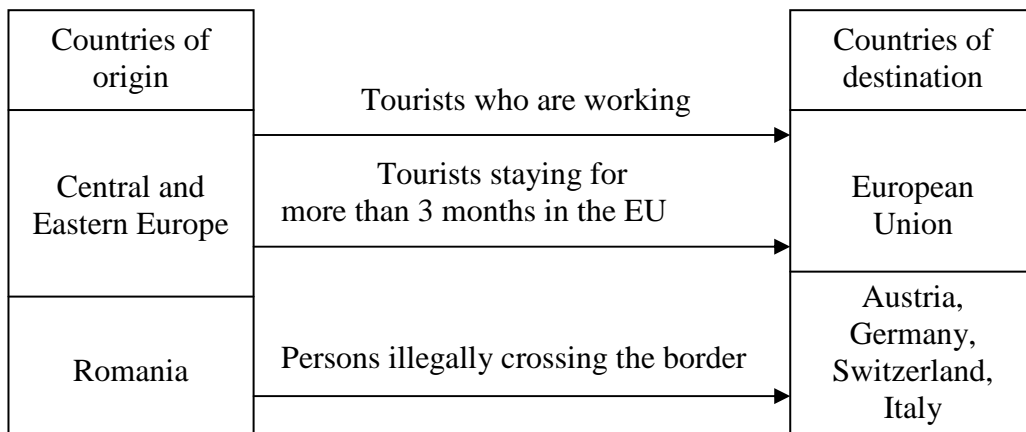 Countries of
origin
Central and
Eastern Europe
Romania
Tourists who are working
Tourists staying for
more than 3 months in the EU
Persons illegally crossing the border
Countries of
destination
European
Union
Austria,
Germany,
Switzerland,
Italy